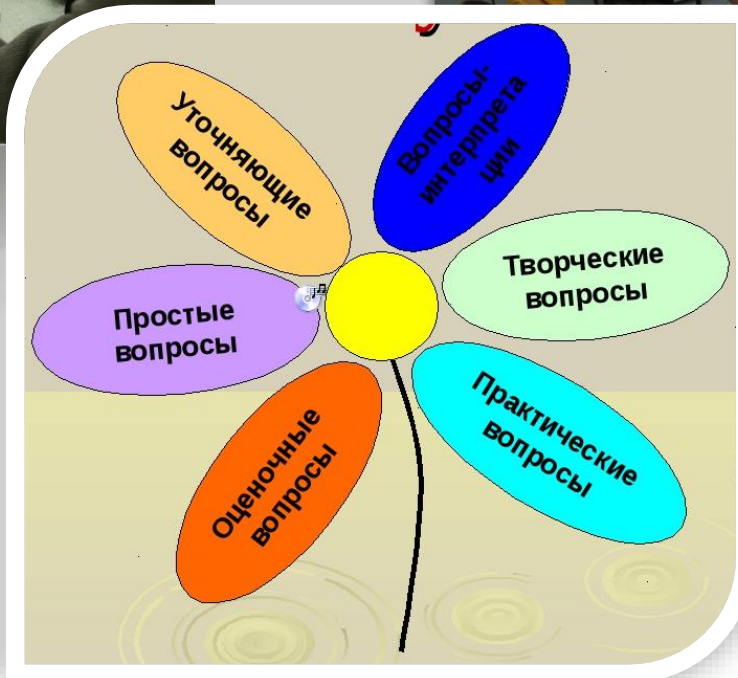 Уточняющие
вопросы
Вопросы-
интерпрета
ции
Творческие
вопросы
Простые
вопросы
Практические
вопросы
Оценочные
вопросы